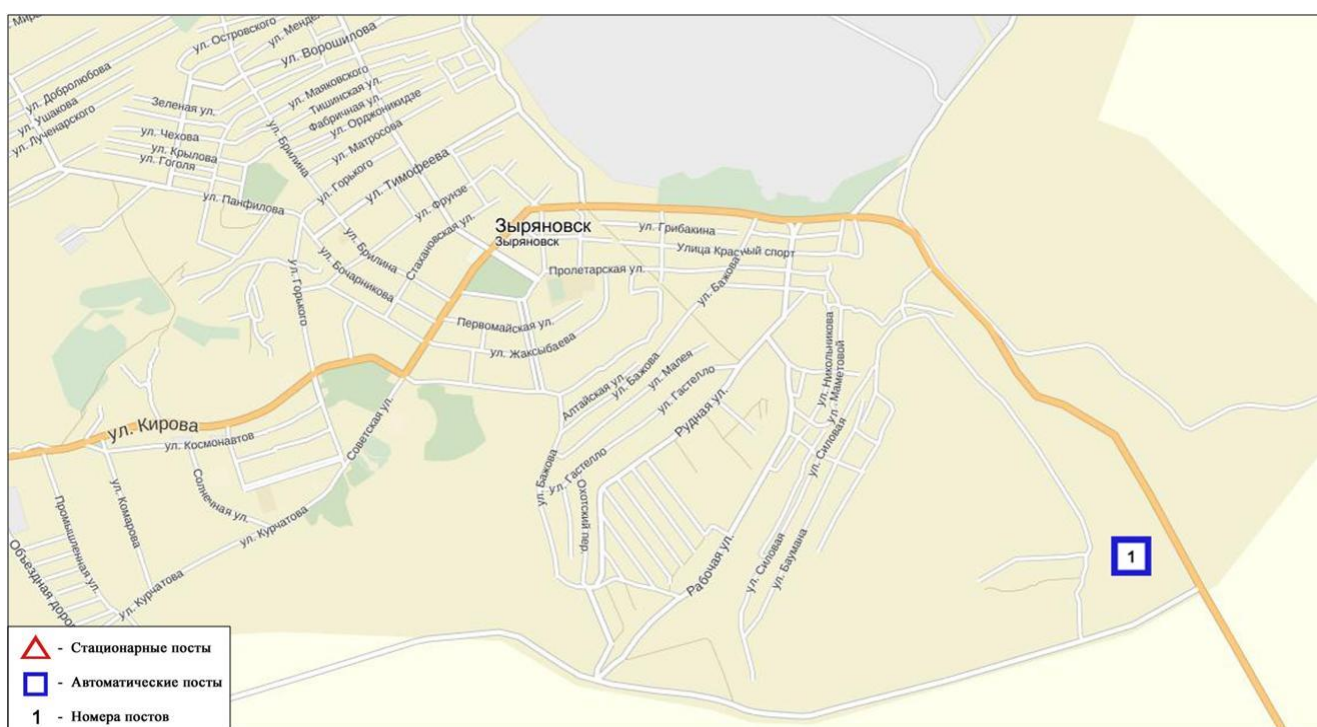 ул. Островского
ул. Менде
ул. Ворошилова
ул. Добролюбова
ул. Маяковского
Тишинская ул.
Зеленая ул.
Фабричная ул.
ул. Ушакова
ул. Орджоникидзе
ул. Лученарского
ул. Чехова
ул. Брилина
ул. Матросова
ул. Крылова
ул. Гоголя
ул. Горького
ул. Тимофеева
ул. Панфилова
ул. Фрунзе
Стахановская ул.
Зыряновск
Зыряновск
ул. Грибакина
Улица Красный спорт
ул. Брилина
ул. Бочарникова
ул. Горького
Пролетарская ул.
ул. Бажова
Первомайская ул.
ул. Жаксыбаева
ул. Никольникова
ул. Маметовой
ул. Малея
ул. Бажова
Алтайская ул.
ул. Гастелло
Рудная ул.
ул. Кирова
ул. Космонавтов
Советская ул.
ул. Силовая
ул. Гастелло
ул. Бажова
Охотский пер.
Солнечная ул.
ул. Комарова
Промышленная ул.
ул. Курчатова
Рабочая ул.
ул. Силовая
ул. Баумана
1
Объездная доро
ул. Курчатова
- Стационарные посты
- Автоматические посты
1 - Номера постов